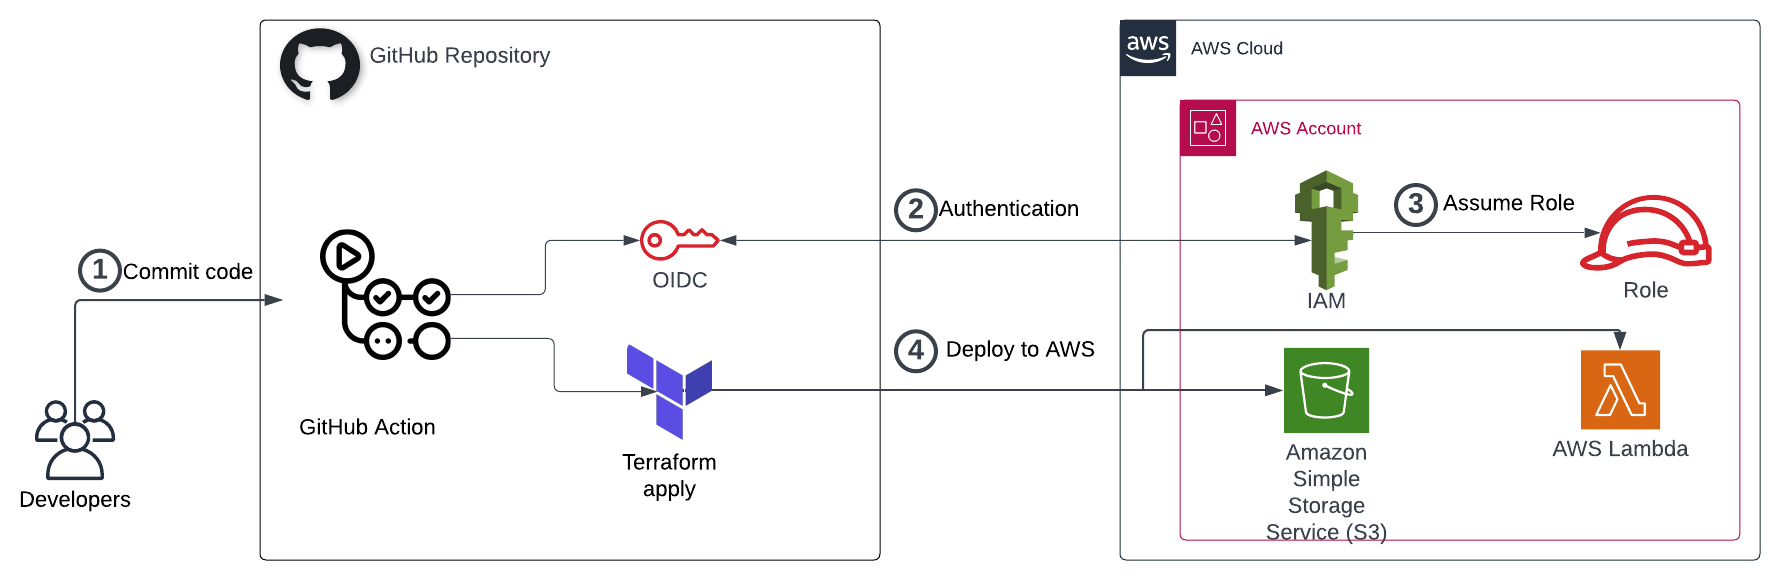 GitHub Repository
aws
AWS Cloud
AWS Account
1
Commit code
2
Authentication
3
Assume Role
OIDC
IAM
Role
4
Deploy to AWS
GitHub Action
Terraform
apply
Developers
Amazon
Simple
Storage
Service (S3)
AWS Lambda